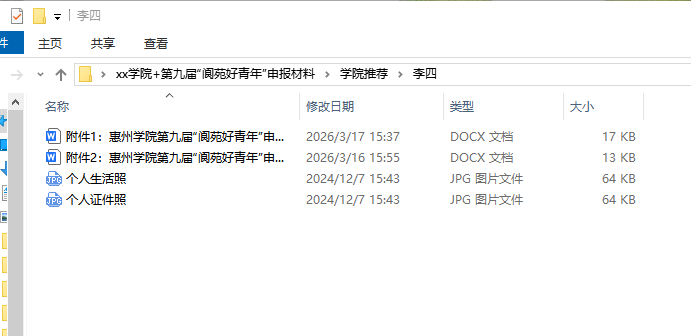 李四
件
主页
共享
查看
xx学院+第九届“阆苑好青年”申报材料 › 学院推荐 › 李四
名称 修改日期 类型 大小
附件1：惠州学院第九届“阆苑好青年”申... 2026/3/17 15:37 DOCX 文档 17 KB
附件2：惠州学院第九届“阆苑好青年”申... 2026/3/16 15:55 DOCX 文档 13 KB
个人生活照 2024/12/7 15:43 JPG 图片文件 64 KB
个人证件照 2024/12/7 15:43 JPG 图片文件 64 KB